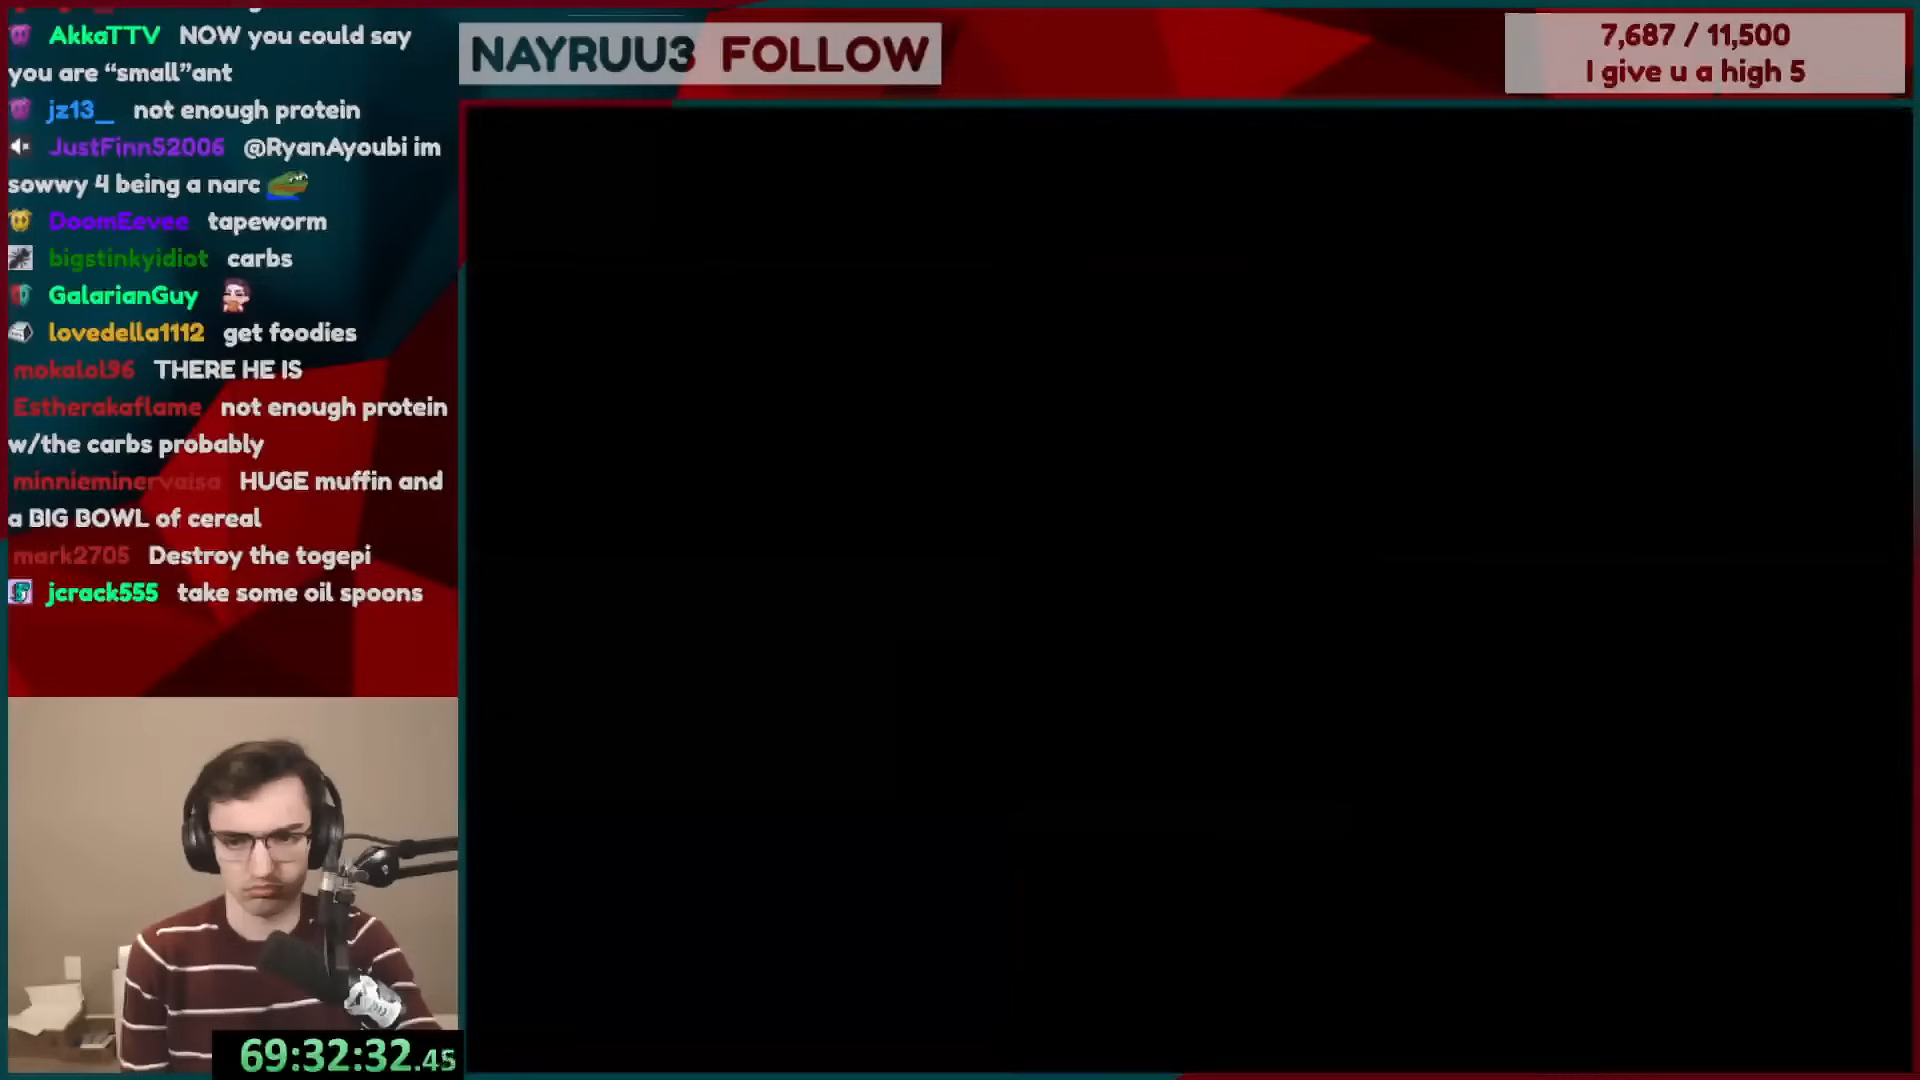 AkkaTTV NOW you could say
you are “small”ant
jz13_ not enough protein
JustFinn52006 @RyanAyoubi im
sowwy 4 being a narc
DoomEevee tapeworm
bigstinkyidiot carbs
GalarianGuy
lovedella1112 get foodies
mokalol96 THERE HE IS
Estherakaflame not enough protein
w/the carbs probably
minnieminervaisa HUGE muffin and
a BIG BOWL of cereal
mark2705 Destroy the togepi
jcrack555 take some oil spoons
NAYRUU3 FOLLOW
7,687 / 11,500
I give u a high 5
69:32:32.45